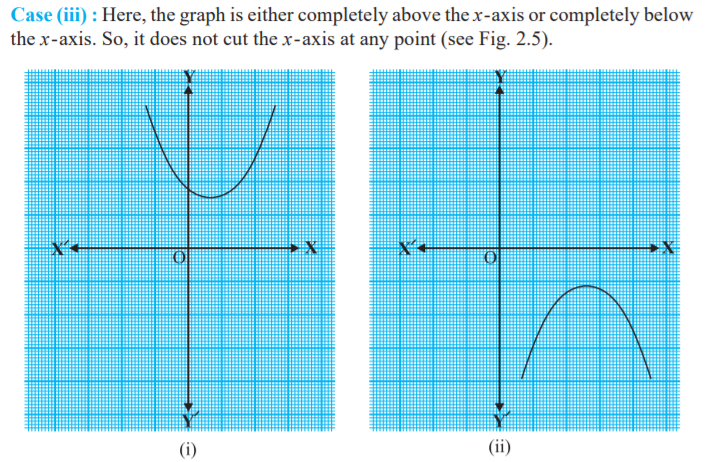 Case (iii) : Here, the graph is either completely above the x-axis or completely below
the x-axis. So, it does not cut the x-axis at any point (see Fig. 2.5).
Y
X′
O
X
Y′
(i)
Y
X′
O
X
Y′
(ii)